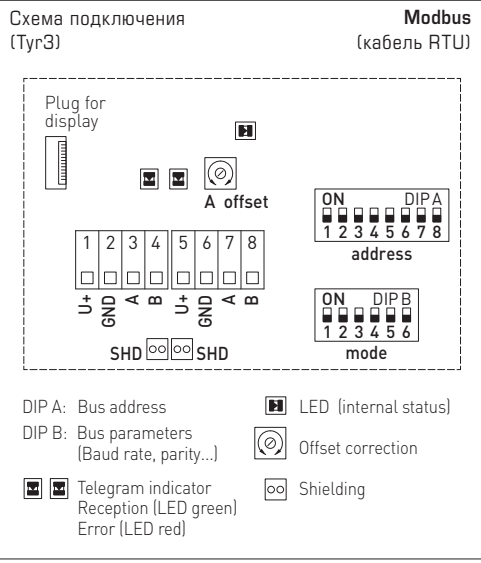 Схема подключения
(Tyr3)
Modbus
(кабель RTU)
Plug for
display
A offset
ON DIP A
1 2 3 4 5 6 7 8
address
1 2 3 4 5 6 7 8
U+ GND A B U+ GND A B
ON DIP B
1 2 3 4 5 6
mode
SHD SHD
DIP A: Bus address
DIP B: Bus parameters
(Baud rate, parity...)
Telegram indicator
Reception (LED green)
Error (LED red)
LED (internal status)
Offset correction
Shielding